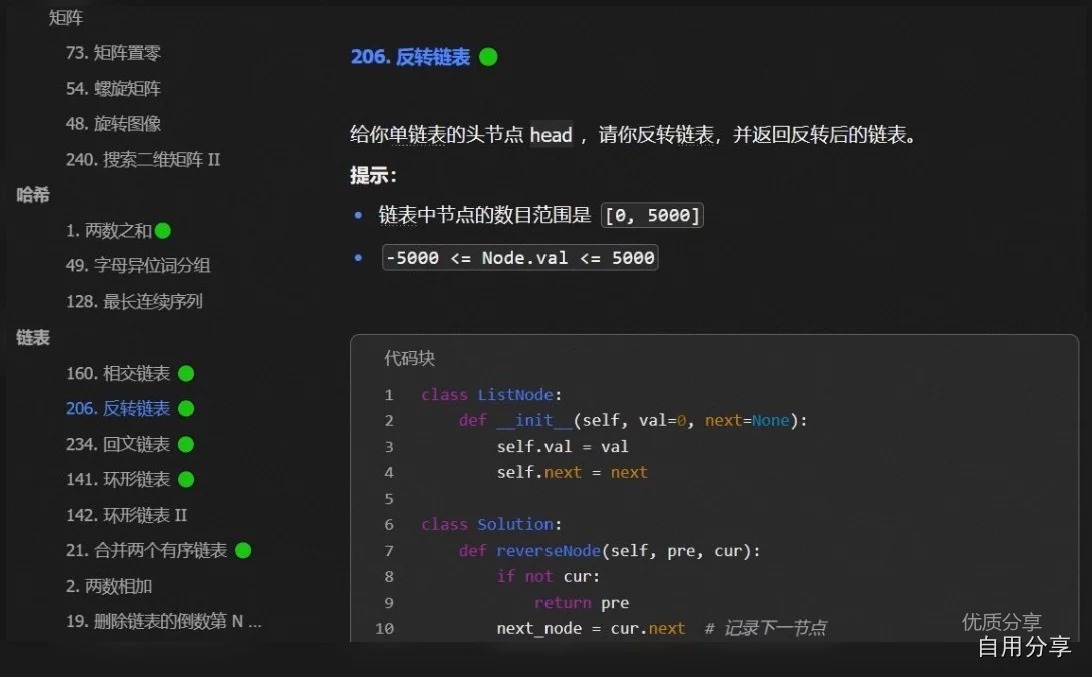 矩阵
73. 矩阵置零
54. 螺旋矩阵
48. 旋转图像
240. 搜索二维矩阵 II
哈希
1. 两数之和
49. 字母异位词分组
128. 最长连续序列
链表
160. 相交链表
206. 反转链表
234. 回文链表
141. 环形链表
142. 环形链表 II
21. 合并两个有序链表
2. 两数相加
19. 删除链表的倒数第 N ...
206. 反转链表
给你单链表的头节点 head ，请你反转链表，并返回反转后的链表。
提示：
链表中节点的数目范围是 [0, 5000]
-5000 <= Node.val <= 5000
代码块
1 class ListNode:
2     def __init__(self, val=0, next=None):
3         self.val = val
4         self.next = next
5
6 class Solution:
7     def reverseNode(self, pre, cur):
8         if not cur:
9             return pre
10         next_node = cur.next  # 记录下一节点
优质分享
自用分享